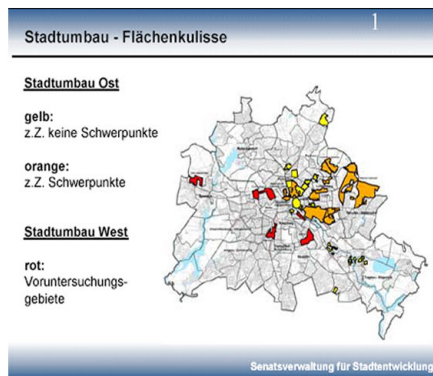 1
Stadtumbau - Flächenkulisse
Stadtumbau Ost
gelb:
z.Z. keine Schwerpunkte
orange:
z.Z. Schwerpunkte
Stadtumbau West
rot:
Voruntersuchungs-
gebiete
Senatsverwaltung für Stadtentwicklung